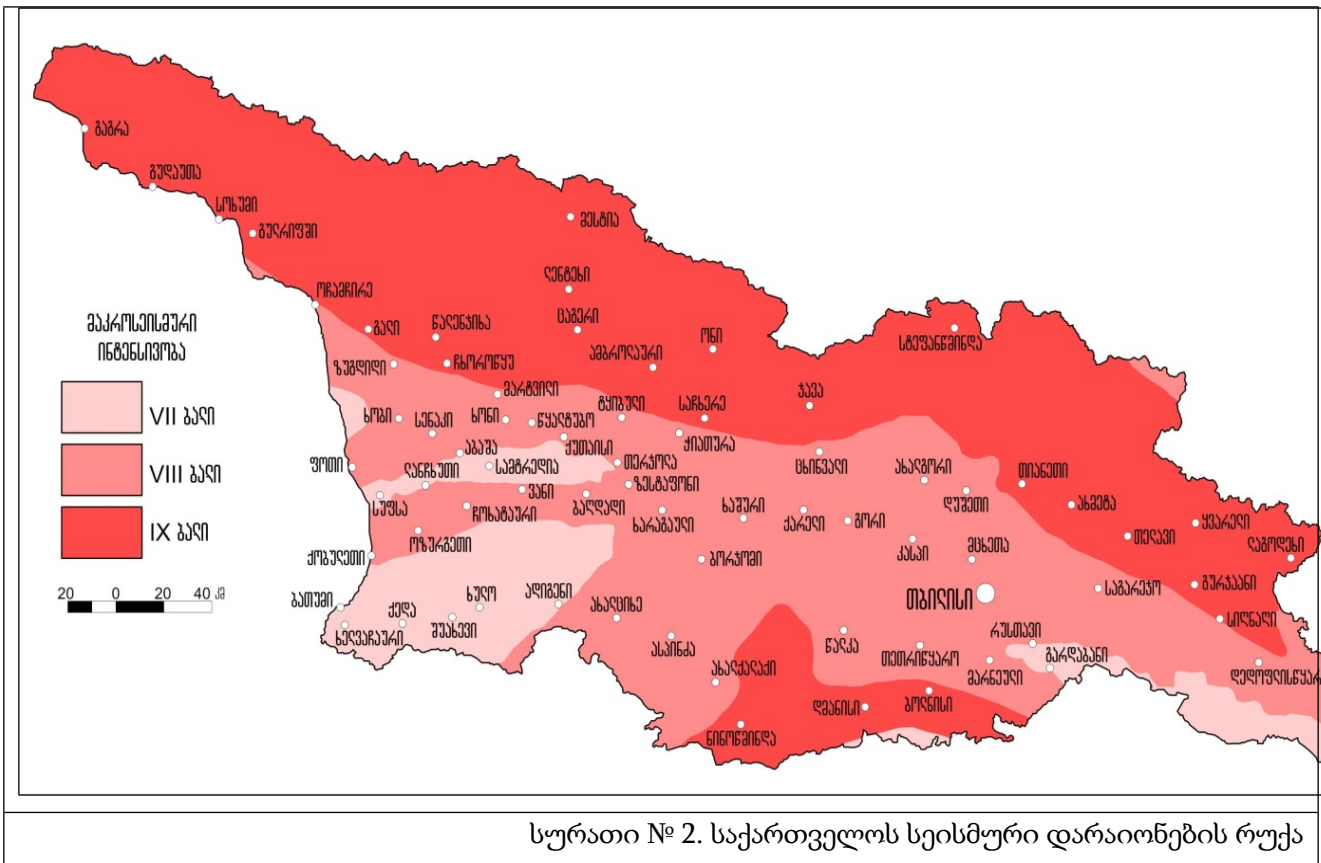 გაგრა
გუდაუთა
სოხუმი
გულრიფში
მესტია
ოჩამჩირე
ლენტეხი
გალი
წალენჯიხა
ცაგერი
ონი
სტეფანწმინდა
ზუგდიდი
ჩხოროწყუ
ამბროლაური
მარტვილი
ჯავა
ხობი
სენაკი
ხონი
წყალტუბო
ტყიბული
საჩხერე
ქუთაისი
ჭიათურა
აბაშა
სამტრედია
თერჯოლა
ცხინვალი
ახალგორი
თიანეთი
ფოთი
ლანჩხუთი
ვანი
ზესტაფონი
დუშეთი
ახმეტა
სუფსა
ჩოხატაური
ბაღდადი
ხარაგაული
ხაშური
ქარელი
გორი
ყვარელი
ოზურგეთი
კასპი
მცხეთა
თელავი
ლაგოდეხი
ქობულეთი
ბორჯომი
თბილისი
საგარეჯო
გურჯაანი
ბათუმი
ქედა
ხულო
ადიგენი
ახალციხე
სიღნაღი
ხელვაჩაური
შუახევი
ასპინძა
წალკა
თეთრიწყარო
რუსთავი
მარნეული
გარდაბანი
დედოფლისწყარ
ახალქალაქი
დმანისი
ბოლნისი
ნინოწმინდა
მაკროსეისმური
ინტენსივობა
VII ბალი
VIII ბალი
IX ბალი
20 0 20 40 კმ
სურათი № 2. საქართველოს სეისმური დარაიონების რუქა